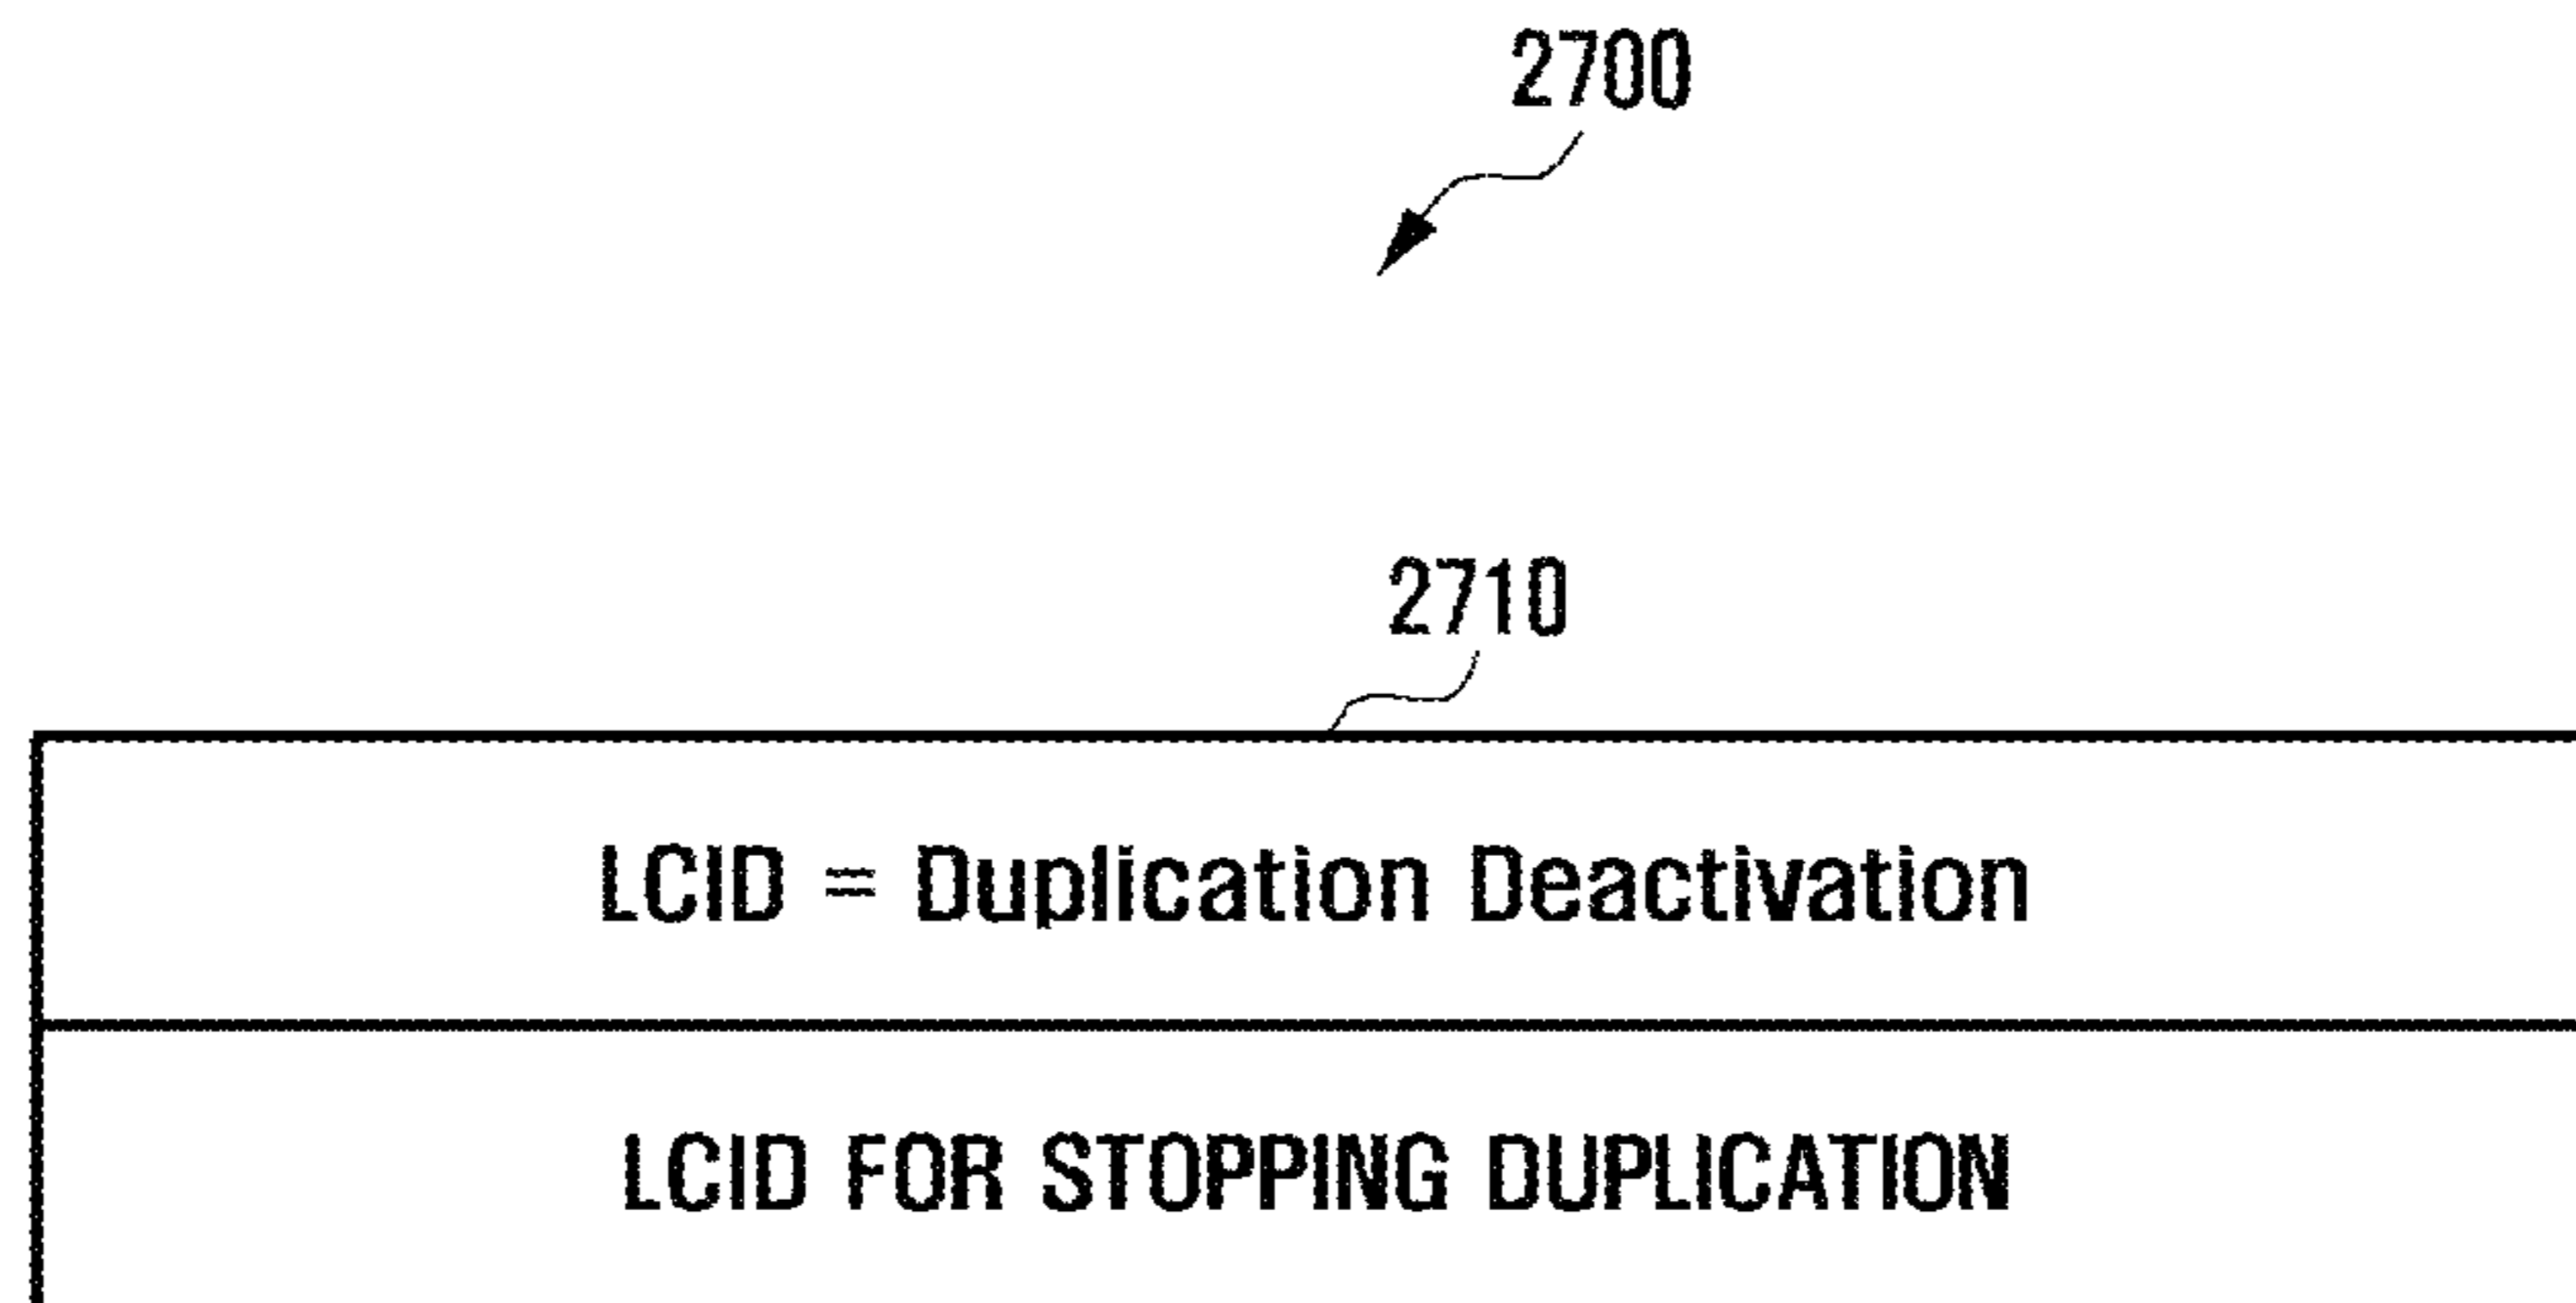 2700
2710
LCID = Duplication Deactivation
LCID FOR STOPPING DUPLICATION